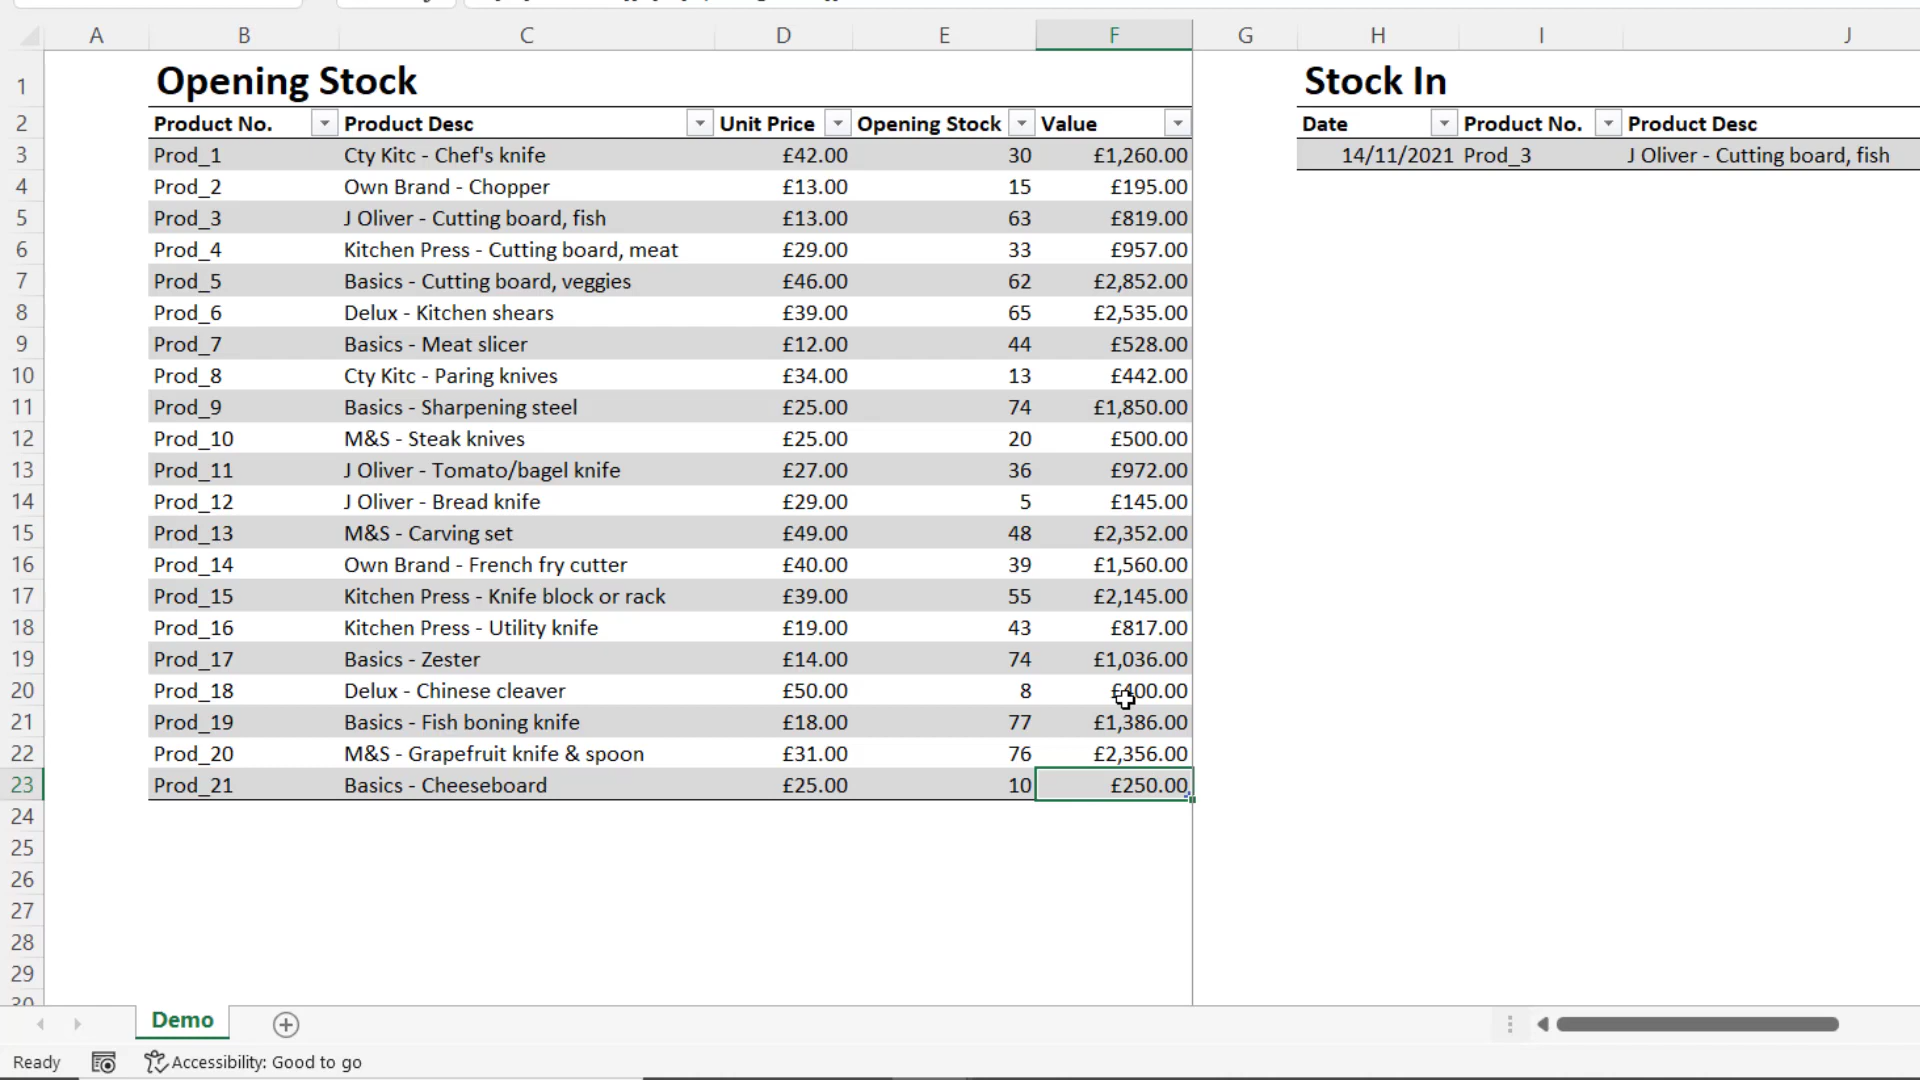 A B C D E F G H I J
1 Opening Stock Stock In
2 Product No. Product Desc Unit Price Opening Stock Value Date Product No. Product Desc
3 Prod_1 Cty Kitc - Chef's knife £42.00 30 £1,260.00 14/11/2021 Prod_3 J Oliver - Cutting board, fish
4 Prod_2 Own Brand - Chopper £13.00 15 £195.00
5 Prod_3 J Oliver - Cutting board, fish £13.00 63 £819.00
6 Prod_4 Kitchen Press - Cutting board, meat £29.00 33 £957.00
7 Prod_5 Basics - Cutting board, veggies £46.00 62 £2,852.00
8 Prod_6 Delux - Kitchen shears £39.00 65 £2,535.00
9 Prod_7 Basics - Meat slicer £12.00 44 £528.00
10 Prod_8 Cty Kitc - Paring knives £34.00 13 £442.00
11 Prod_9 Basics - Sharpening steel £25.00 74 £1,850.00
12 Prod_10 M&S - Steak knives £25.00 20 £500.00
13 Prod_11 J Oliver - Tomato/bagel knife £27.00 36 £972.00
14 Prod_12 J Oliver - Bread knife £29.00 5 £145.00
15 Prod_13 M&S - Carving set £49.00 48 £2,352.00
16 Prod_14 Own Brand - French fry cutter £40.00 39 £1,560.00
17 Prod_15 Kitchen Press - Knife block or rack £39.00 55 £2,145.00
18 Prod_16 Kitchen Press - Utility knife £19.00 43 £817.00
19 Prod_17 Basics - Zester £14.00 74 £1,036.00
20 Prod_18 Delux - Chinese cleaver £50.00 8 £400.00
21 Prod_19 Basics - Fish boning knife £18.00 77 £1,386.00
22 Prod_20 M&S - Grapefruit knife & spoon £31.00 76 £2,356.00
23 Prod_21 Basics - Cheeseboard £25.00 10 £250.00
24
25
26
27
28
29
30
Demo
Ready Accessibility: Good to go